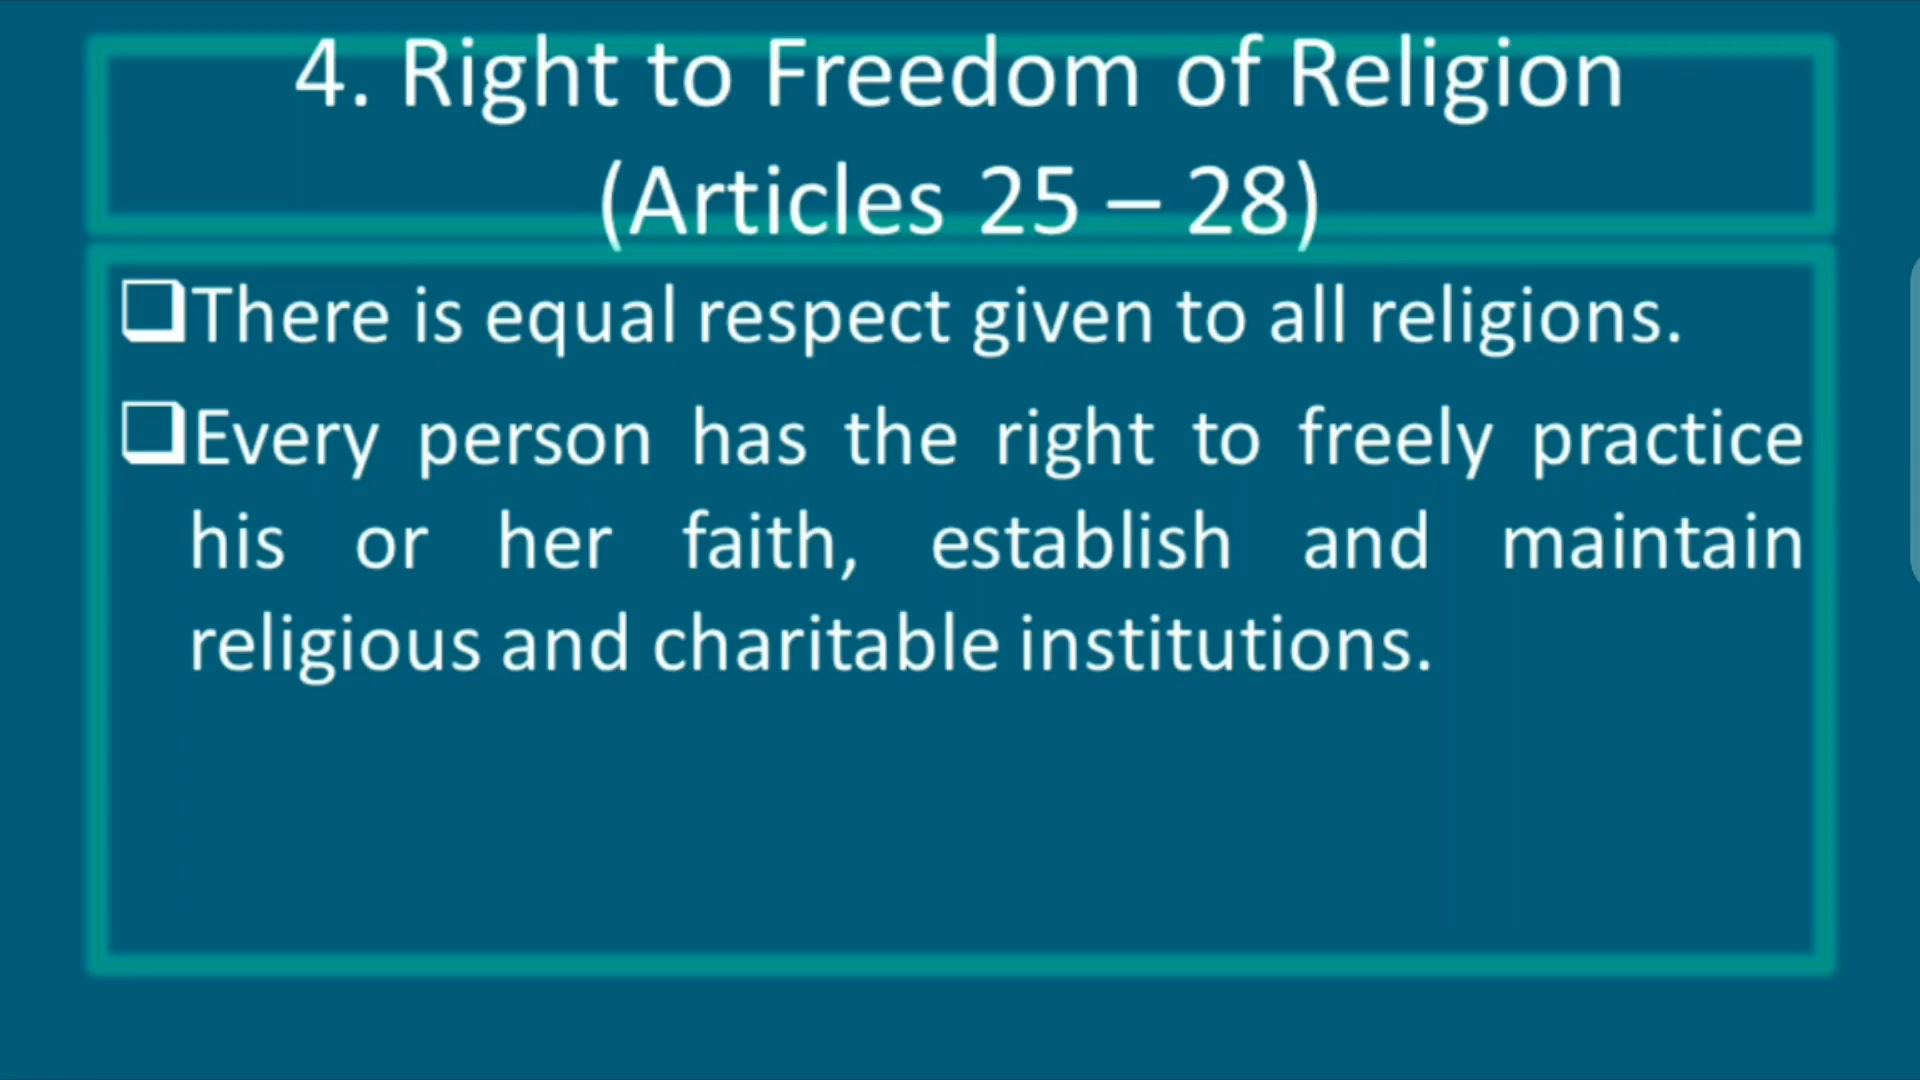 4. Right to Freedom of Religion
(Articles 25 – 28)
❑There is equal respect given to all religions.
❑Every person has the right to freely practice
his or her faith, establish and maintain
religious and charitable institutions.